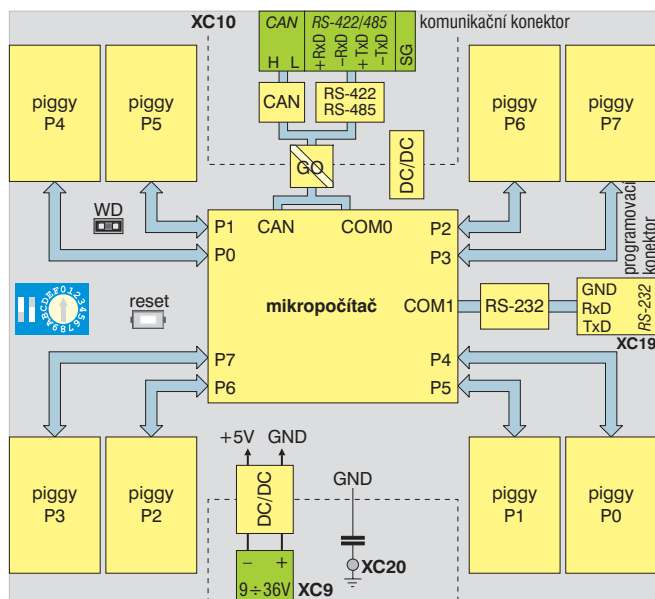 XC10
CAN
RS-422/485
komunikační konektor
H L
+RxD
−RxD
+TxD
−TxD
SG
piggy
P4
piggy
P5
CAN
RS-422
RS-485
piggy
P6
piggy
P7
GO
DC/DC
WD
P1
CAN
COM0
P2
P0
P3
programovací
konektor
0123456789ABCDEF
reset
mikropočítač
COM1
RS-232
GND
RxD
TxD
RS-232
XC19
P7
P4
P6
P5
+5V
GND
piggy
P3
piggy
P2
DC/DC
GND
piggy
P1
piggy
P0
− +
9÷36V
XC9
XC20